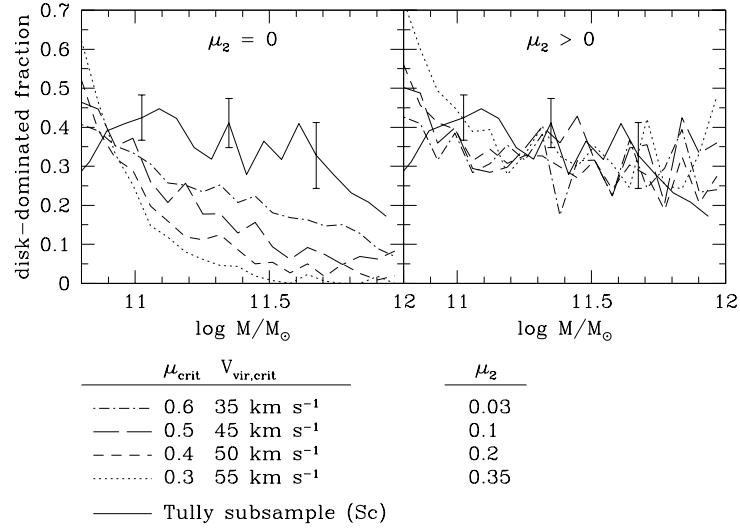 0.7
0.6
0.5
0.4
0.3
0.2
0.1
0
disk-dominated fraction
μ₂ = 0
μ₂ > 0
11 11.5 12 11 11.5 12
log M/M⊙ log M/M⊙
μcrit Vvir,crit μ₂
0.6 35 km s⁻¹ 0.03
0.5 45 km s⁻¹ 0.1
0.4 50 km s⁻¹ 0.2
0.3 55 km s⁻¹ 0.35
Tully subsample (Sc)